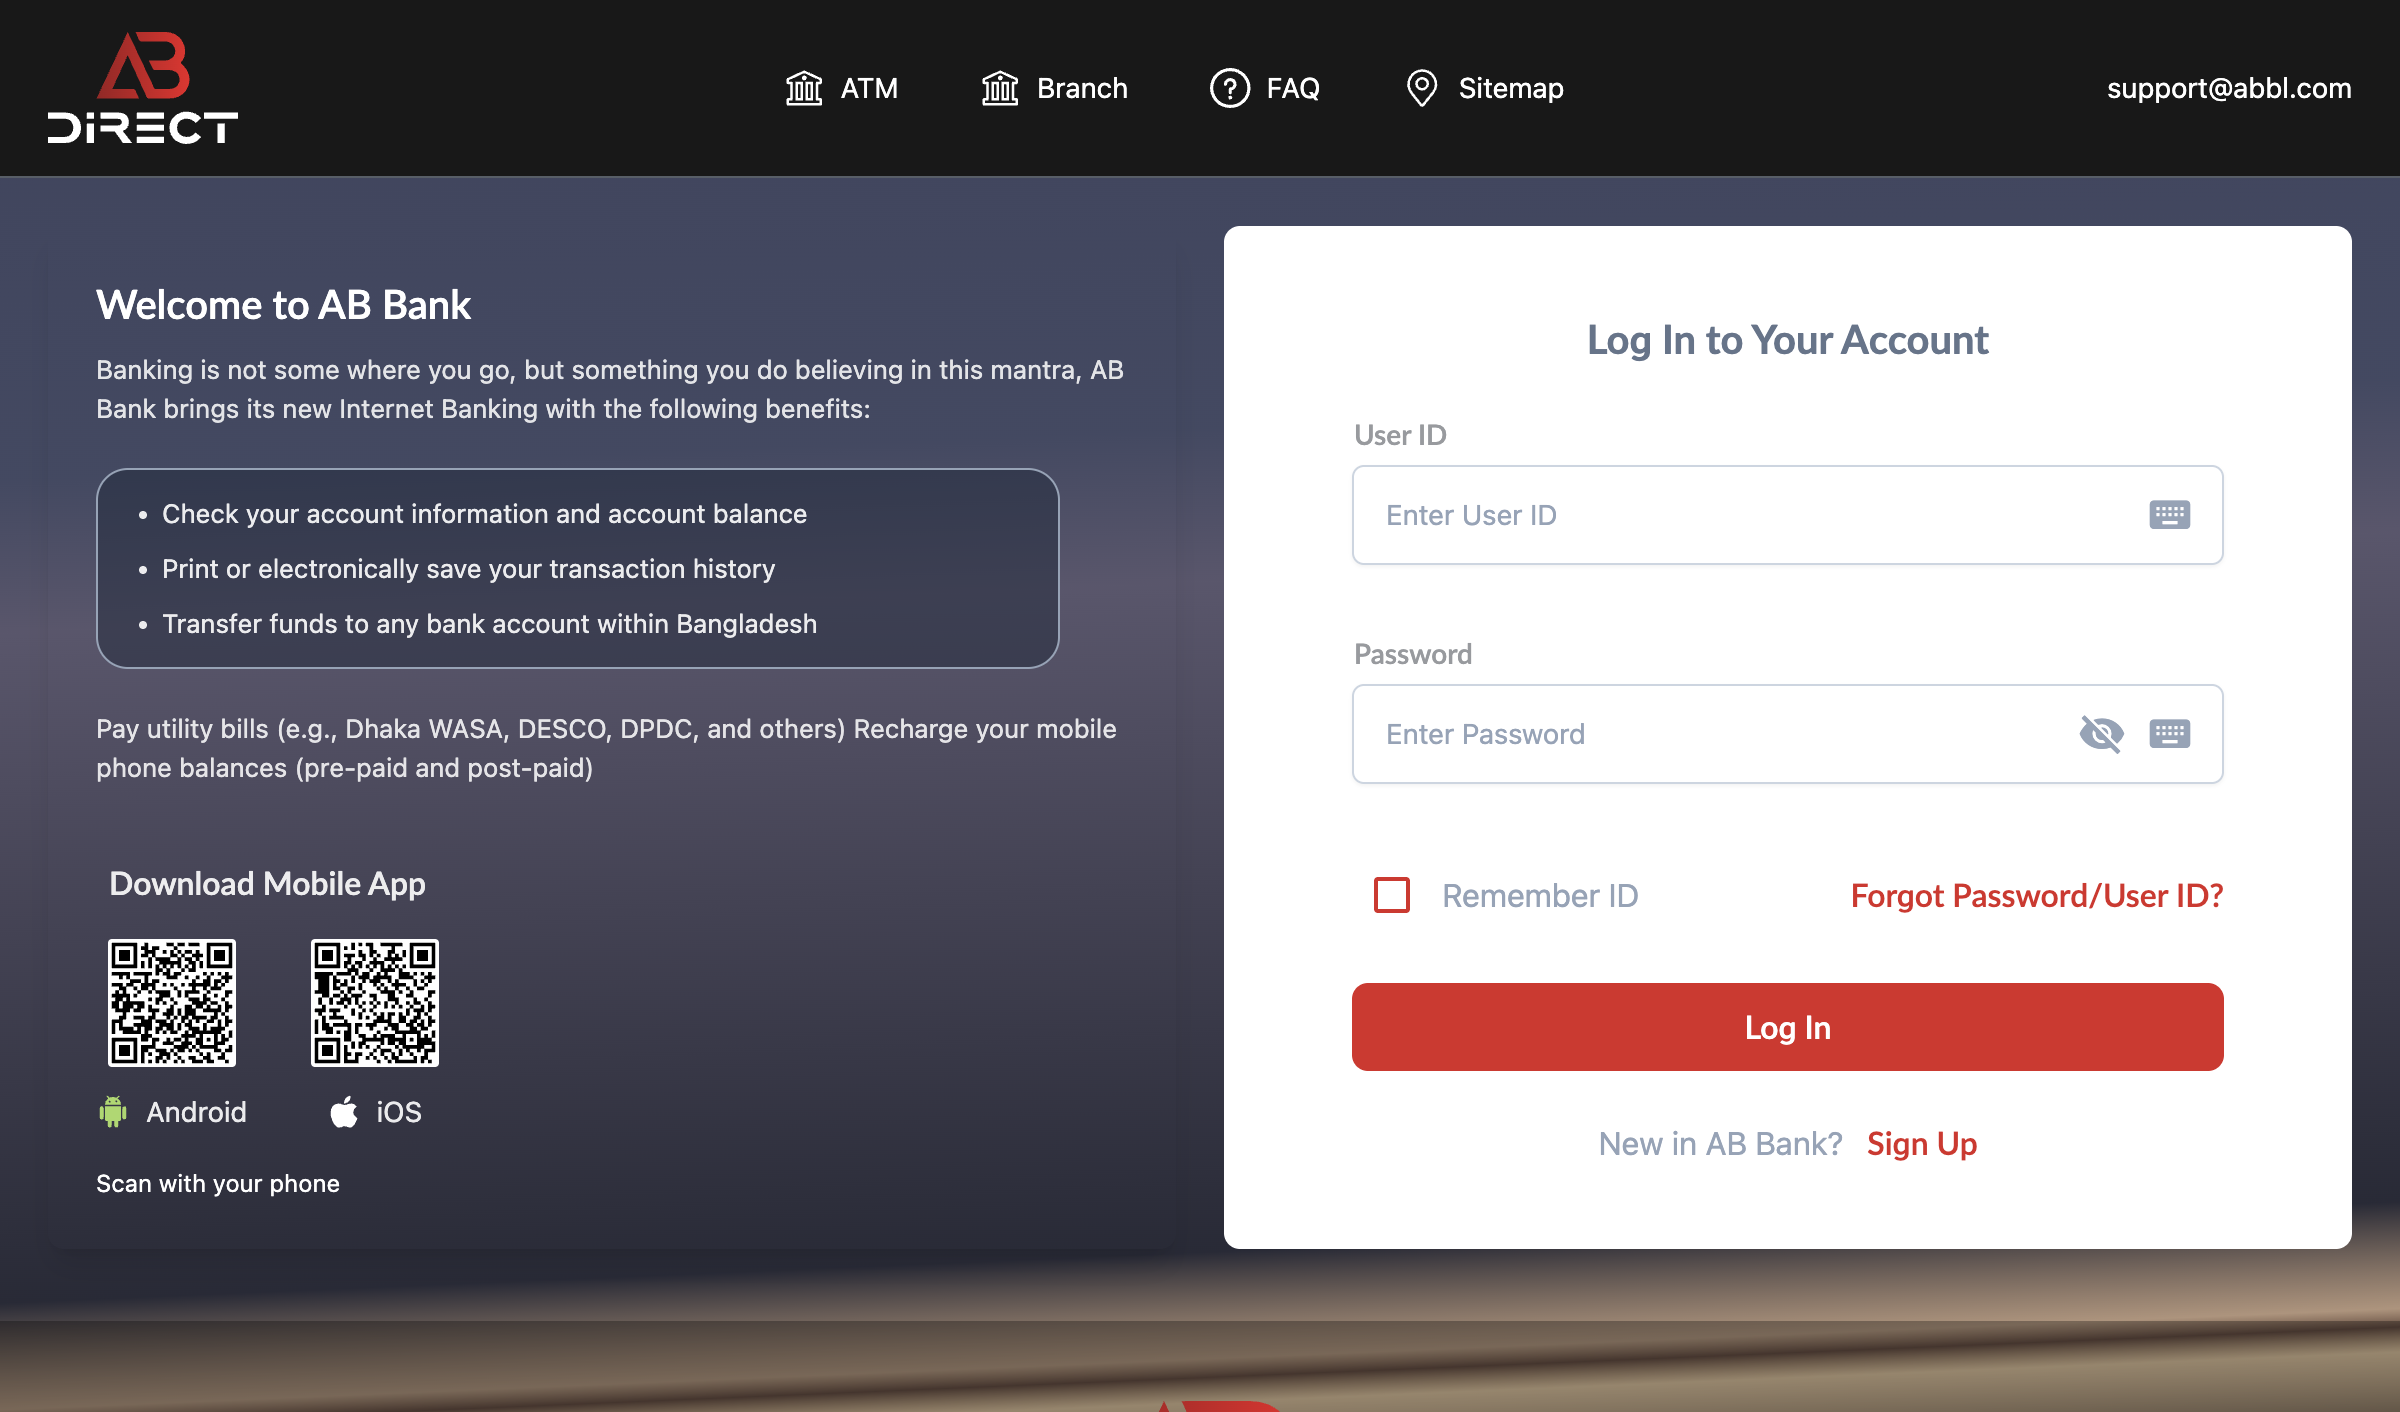 AB
DIRECT
ATM
Branch
FAQ
Sitemap
support@abbl.com
Welcome to AB Bank
Banking is not some where you go, but something you do believing in this mantra, AB
Bank brings its new Internet Banking with the following benefits:
• Check your account information and account balance
• Print or electronically save your transaction history
• Transfer funds to any bank account within Bangladesh
Pay utility bills (e.g., Dhaka WASA, DESCO, DPDC, and others) Recharge your mobile
phone balances (pre-paid and post-paid)
Download Mobile App
Android
iOS
Scan with your phone
Log In to Your Account
User ID
Enter User ID
Password
Enter Password
Remember ID
Forgot Password/User ID?
Log In
New in AB Bank? Sign Up